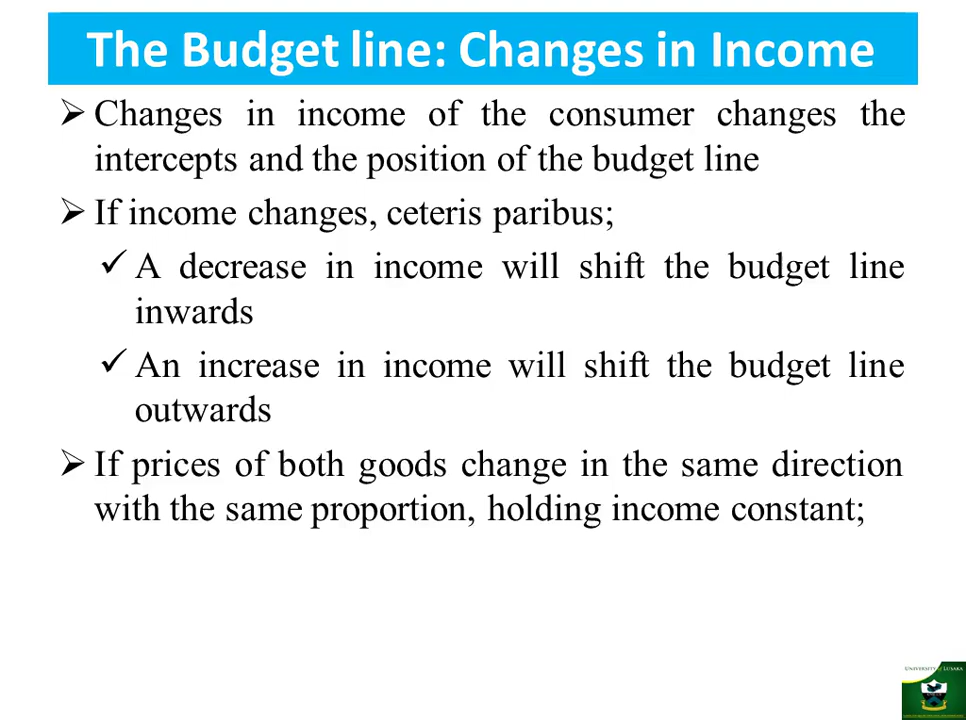 The Budget line: Changes in Income
Changes in income of the consumer changes the
intercepts and the position of the budget line
If income changes, ceteris paribus;
A decrease in income will shift the budget line
inwards
An increase in income will shift the budget line
outwards
If prices of both goods change in the same direction
with the same proportion, holding income constant;
UNIVERSITY of LUSAKA